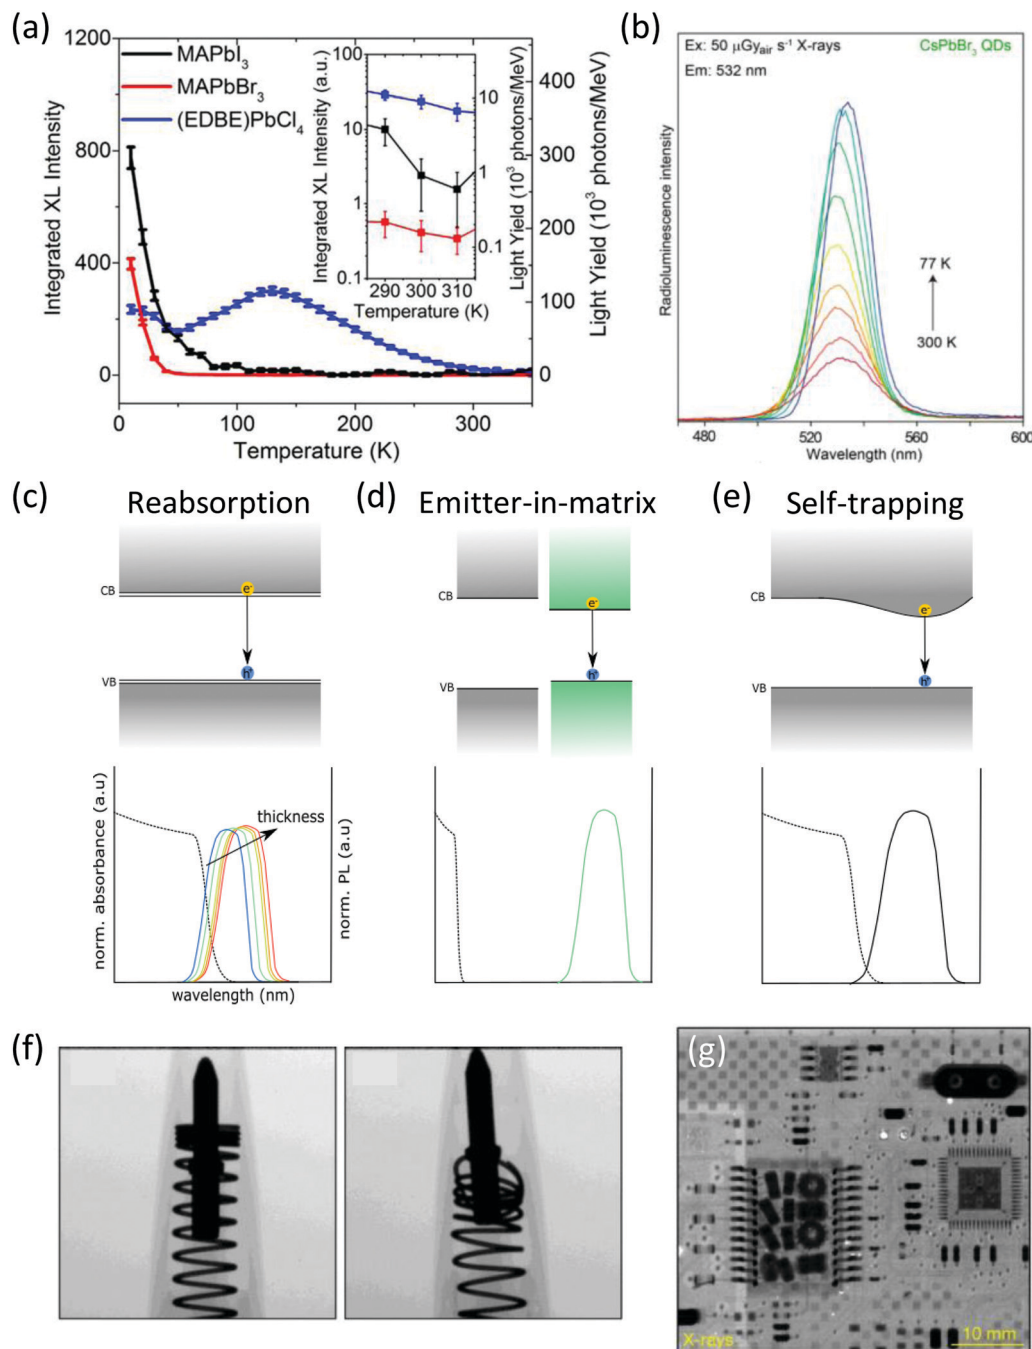 (a)
1200
MAPbI3
MAPbBr3
(EDBE)PbCl4
800
400
0
Integrated XL Intensity
0
100
200
300
Temperature (K)
400
300
200
100
0
Light Yield (10³ photons/MeV)
100
10
1
0.1
Integrated XL Intensity (a.u.)
10
1
0.1
Light Yield (10³ photons/MeV)
290 300 310
Temperature (K)
(b)
Ex: 50 μGyair s-1 X-rays
CsPbBr3 QDs
Em: 532 nm
77 K
300 K
Radioluminescence intensity
480
520
560
600
Wavelength (nm)
(c)
Reabsorption
CB
e-
h+
VB
thickness
norm. absorbance (a.u)
norm. PL (a.u)
wavelength (nm)
(d)
Emitter-in-matrix
CB
e-
h+
VB
(e)
Self-trapping
CB
e-
h+
VB
(f)
(g)
X-rays
10 mm